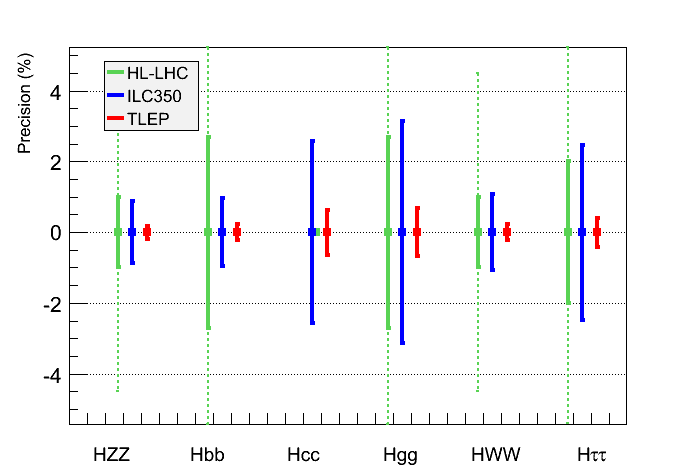 Precision (%)
HL-LHC
ILC350
TLEP
4
2
0
-2
-4
HZZ Hbb Hcc Hgg HWW Hττ